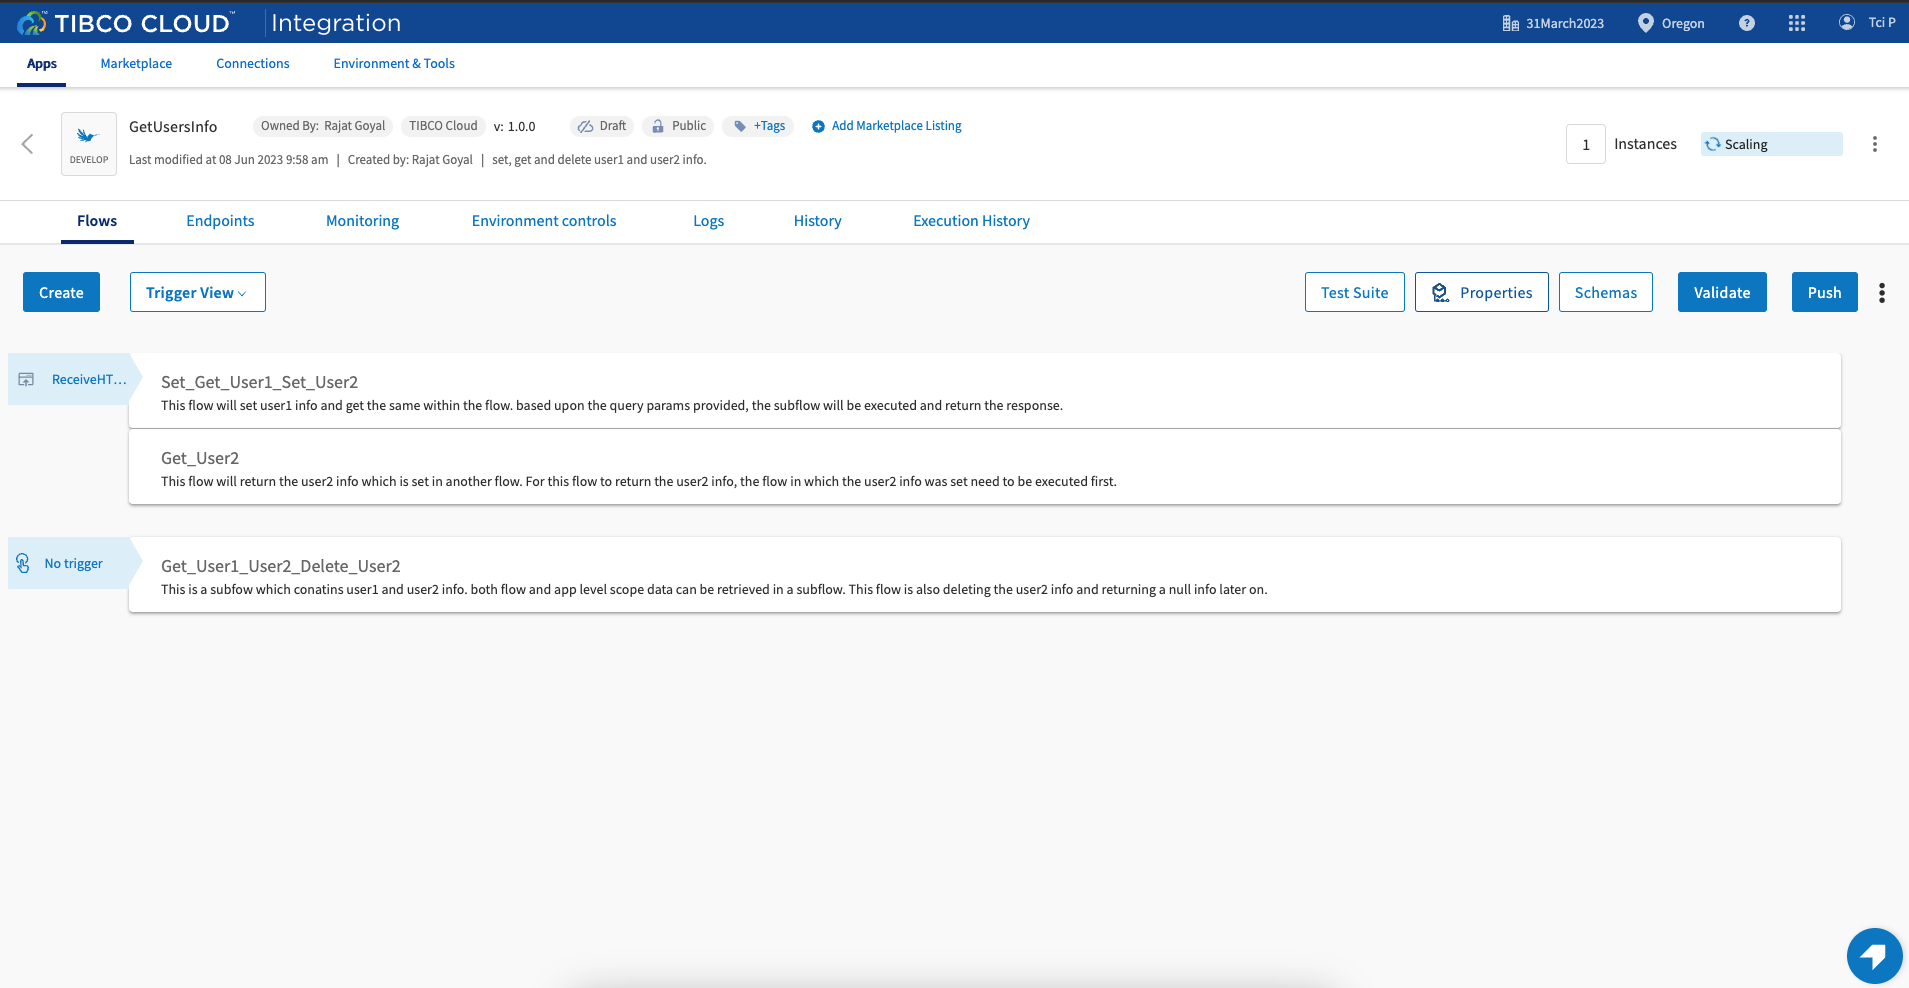 TIBCO CLOUD™ Integration
31March2023 Oregon ? Tci P
Apps Marketplace Connections Environment & Tools
GetUsersInfo Owned By: Rajat Goyal TIBCO Cloud v: 1.0.0 Draft Public +Tags Add Marketplace Listing
DEVELOP
Last modified at 08 Jun 2023 9:58 am | Created by: Rajat Goyal | set, get and delete user1 and user2 info.
1 Instances Scaling
Flows Endpoints Monitoring Environment controls Logs History Execution History
Create Trigger View Test Suite Properties Schemas Validate Push
ReceiveHT...
Set_Get_User1_Set_User2
This flow will set user1 info and get the same within the flow. based upon the query params provided, the subflow will be executed and return the response.
Get_User2
This flow will return the user2 info which is set in another flow. For this flow to return the user2 info, the flow in which the user2 info was set need to be executed first.
No trigger
Get_User1_User2_Delete_User2
This is a subfow which conatins user1 and user2 info. both flow and app level scope data can be retrieved in a subflow. This flow is also deleting the user2 info and returning a null info later on.